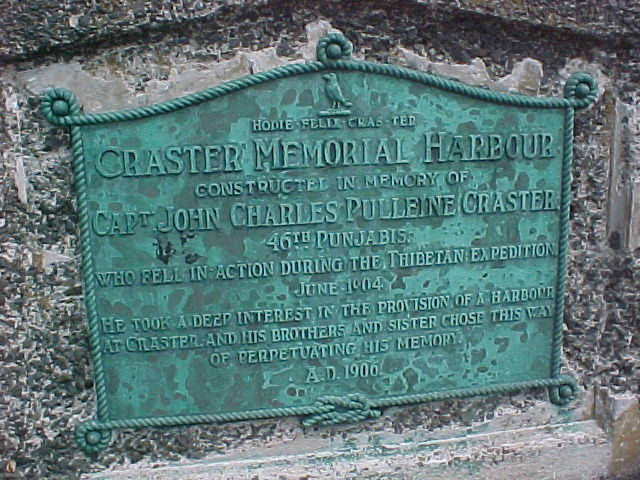 HODIE FELIX CRAS TER
CRASTER MEMORIAL HARBOUR
CONSTRUCTED IN MEMORY OF
CAPT JOHN CHARLES PULLEINE CRASTER.
46TH PUNJABIS.
WHO FELL IN ACTION DURING THE THIBETAN EXPEDITION
JUNE 1904
HE TOOK A DEEP INTEREST IN THE PROVISION OF A HARBOUR
AT CRASTER. AND HIS BROTHERS AND SISTER CHOSE THIS WAY
OF PERPETUATING HIS MEMORY.
A.D. 1906